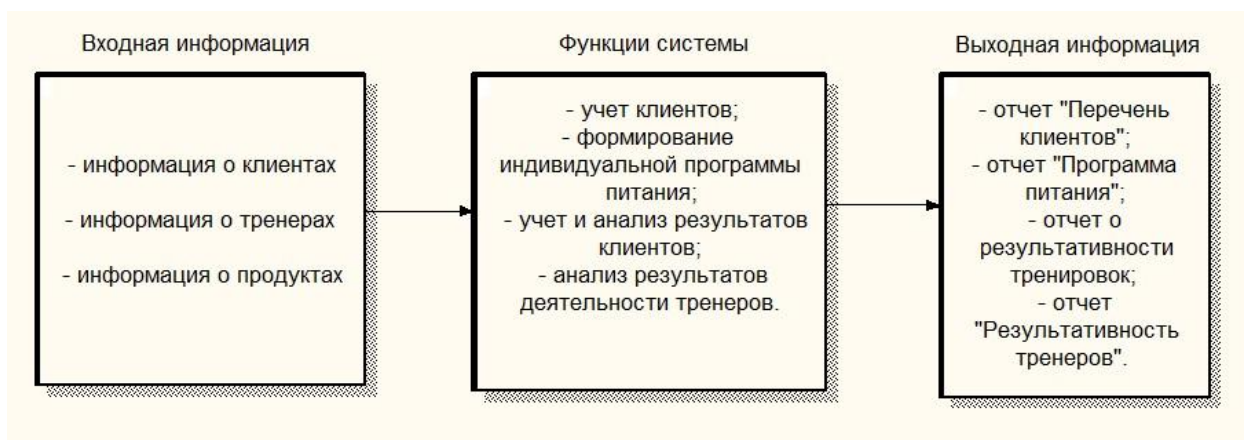 Входная информация
- информация о клиентах
- информация о тренерах
- информация о продуктах
Функции системы
- учет клиентов;
- формирование
индивидуальной программы
питания;
- учет и анализ результатов
клиентов;
- анализ результатов
деятельности тренеров.
Выходная информация
- отчет "Перечень
клиентов";
- отчет "Программа
питания";
- отчет о
результативности
тренировок;
- отчет
"Результативность
тренеров".